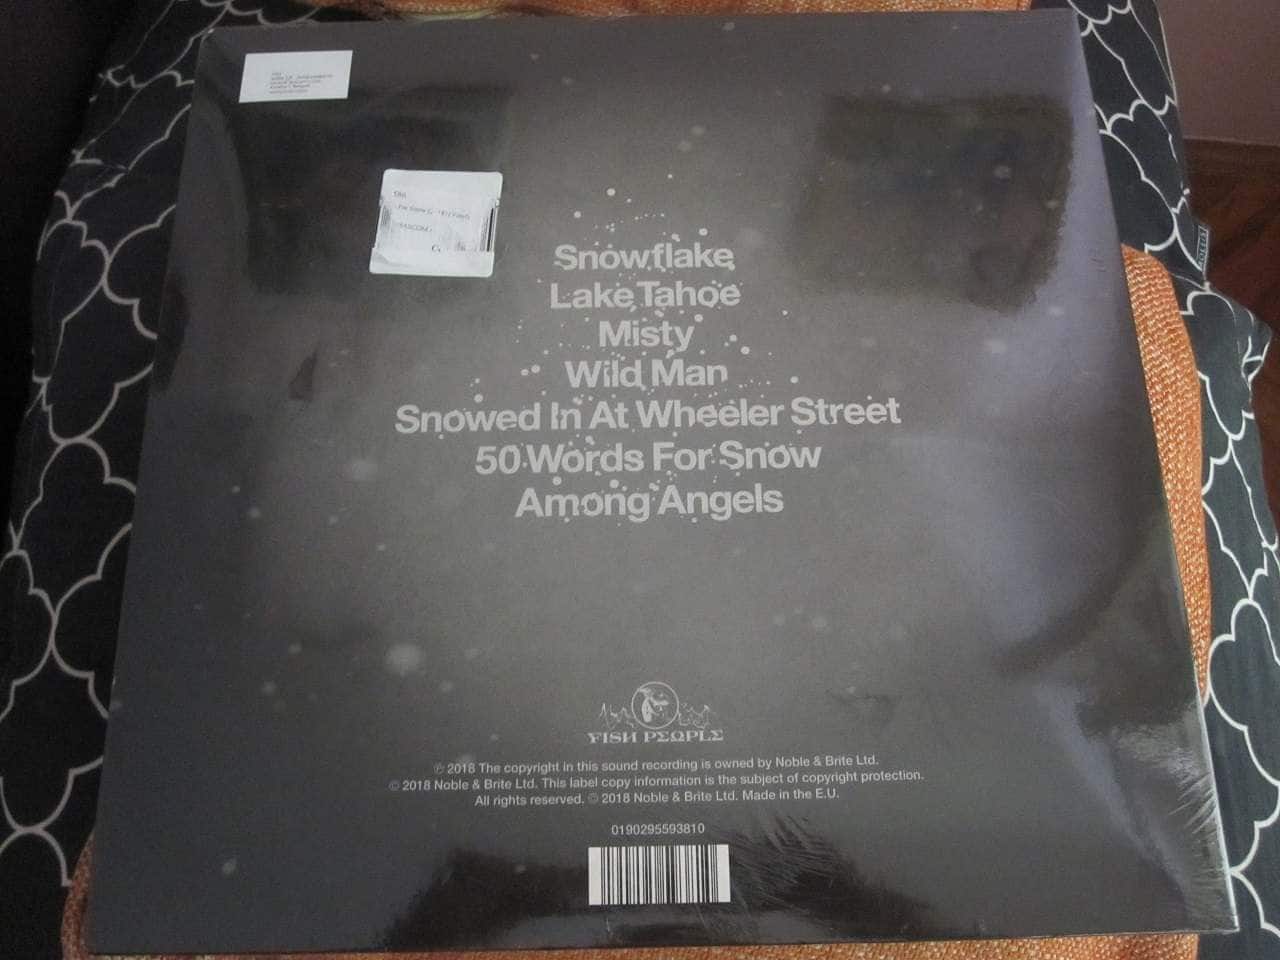 Snowflake
Lake Tahoe
Misty
Wild Man
Snowed In At Wheeler Street
50 Words For Snow
Among Angels
FISH PEOPLE
℗ 2018 The copyright in this sound recording is owned by Noble & Brite Ltd.
© 2018 Noble & Brite Ltd. This label copy information is the subject of copyright protection.
All rights reserved. © 2018 Noble & Brite Ltd. Made in the E.U.
0190295593810